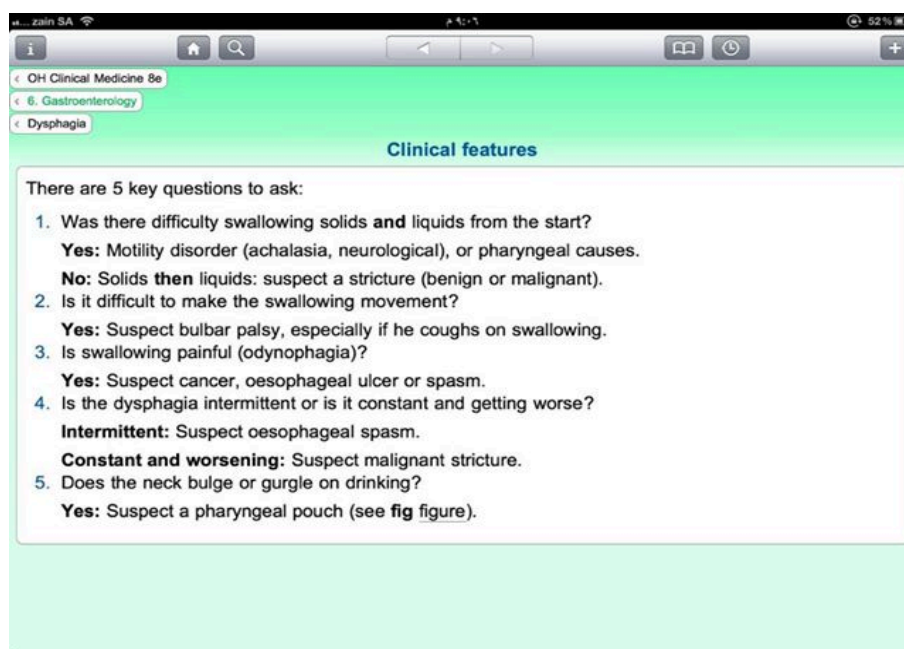 ... zain SA
م ٩:٠٦
52%
OH Clinical Medicine 8e
6. Gastroenterology
Dysphagia
Clinical features
There are 5 key questions to ask:
1. Was there difficulty swallowing solids and liquids from the start?
Yes: Motility disorder (achalasia, neurological), or pharyngeal causes.
No: Solids then liquids: suspect a stricture (benign or malignant).
2. Is it difficult to make the swallowing movement?
Yes: Suspect bulbar palsy, especially if he coughs on swallowing.
3. Is swallowing painful (odynophagia)?
Yes: Suspect cancer, oesophageal ulcer or spasm.
4. Is the dysphagia intermittent or is it constant and getting worse?
Intermittent: Suspect oesophageal spasm.
Constant and worsening: Suspect malignant stricture.
5. Does the neck bulge or gurgle on drinking?
Yes: Suspect a pharyngeal pouch (see fig figure).